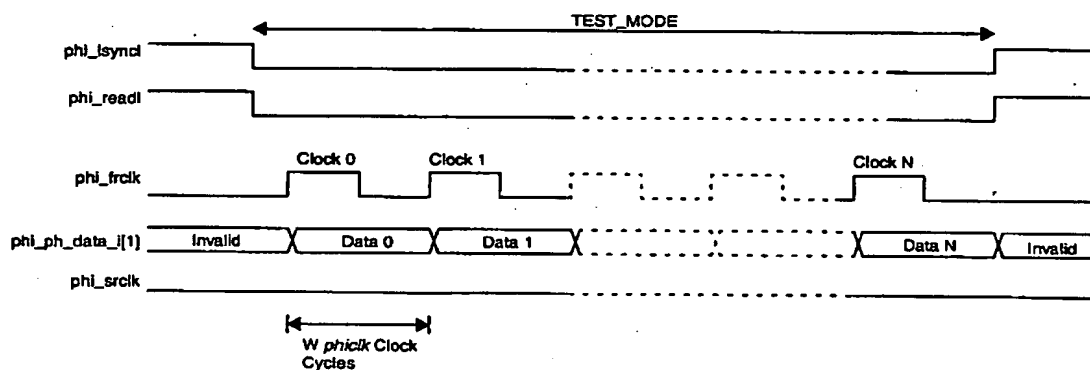 TEST_MODE
phi_lsyncl
phi_readl
Clock 0 Clock 1 Clock N
phi_frclk
phi_ph_data_i[1] Invalid Data 0 Data 1 Data N Invalid
phi_srclk
W phiclk Clock
Cycles